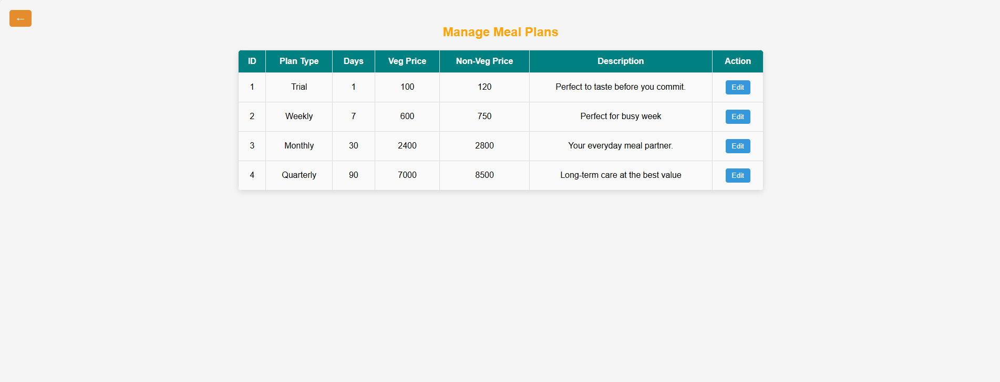 ←
Manage Meal Plans
ID Plan Type Days Veg Price Non-Veg Price Description Action
1 Trial 1 100 120 Perfect to taste before you commit. Edit
2 Weekly 7 600 750 Perfect for busy week Edit
3 Monthly 30 2400 2800 Your everyday meal partner. Edit
4 Quarterly 90 7000 8500 Long-term care at the best value Edit